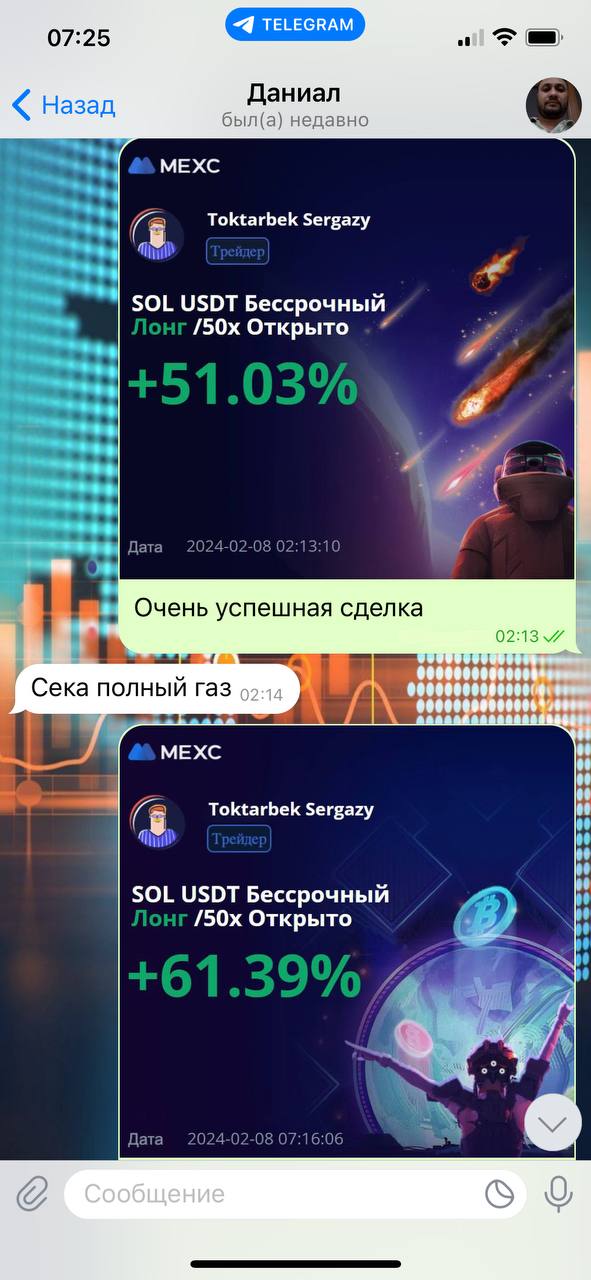 07:25
TELEGRAM
Назад
Даниал
был(а) недавно
MEXC
Toktarbek Sergazy
Трейдер
SOL USDT Бессрочный
Лонг /50x Открыто
+51.03%
Дата 2024-02-08 02:13:10
Очень успешная сделка
02:13
Сека полный газ 02:14
MEXC
Toktarbek Sergazy
Трейдер
SOL USDT Бессрочный
Лонг /50x Открыто
+61.39%
Дата 2024-02-08 07:16:06
Сообщение